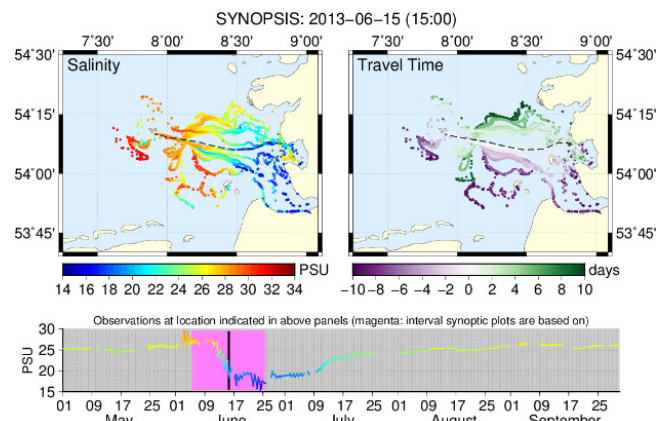 SYNOPSIS: 2013−06−15 (15:00)
7˚30' 8˚00' 8˚30' 9˚00' 7˚30' 8˚00' 8˚30' 9˚00'
54˚30' Salinity Travel Time 54˚30'
54˚15' 54˚15'
54˚00' 54˚00'
53˚45' 53˚45'
PSU days
14 16 18 20 22 24 26 28 30 32 34 −10 −8 −6 −4 −2 0 2 4 6 8 10
Observations at location indicated in above panels (magenta: interval synoptic plots are based on)
30
25
20
15
PSU
01 09 17 25 01 09 17 25 01 09 17 25 01 09 17 25 01 09 17 25
May June July August September